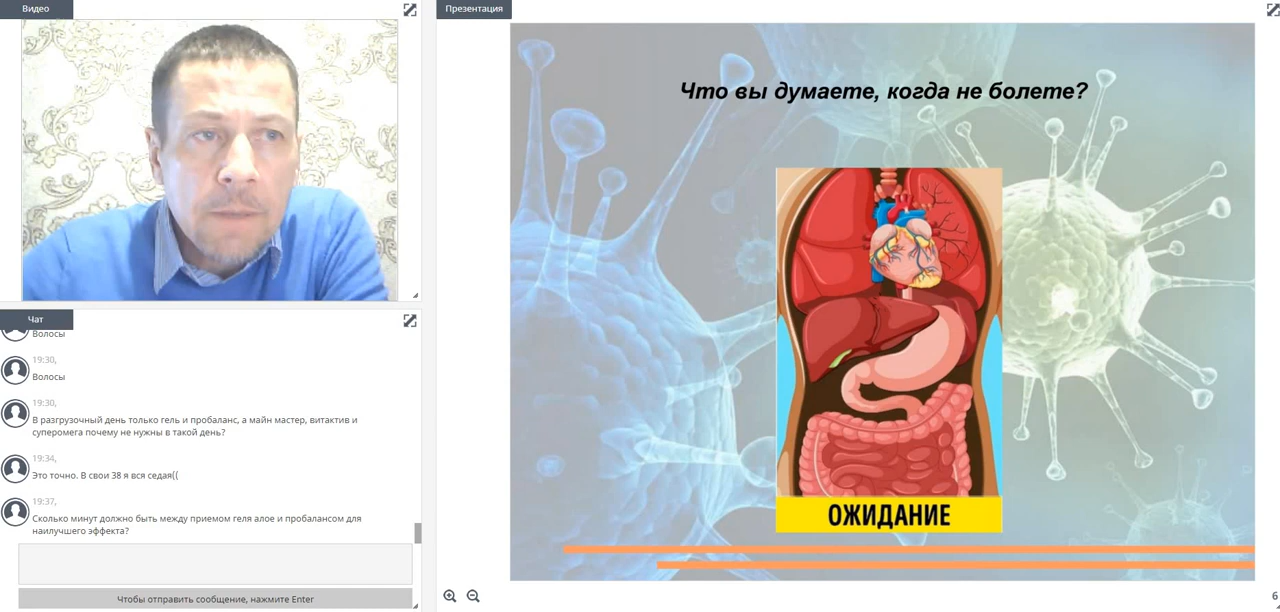 Видео
Презентация
Что вы думаете, когда не болете?
ОЖИДАНИЕ
6
Чат
Волосы
19:30,
Волосы
19:30,
В разгрузочный день только гель и пробаланс, а майн мастер, витактив и
суперомега почему не нужны в такой день?
19:34,
Это точно. В свои 38 я вся седая((
19:37,
Сколько минут должно быть между приемом геля алое и пробалансом для
наилучшего эффекта?
Чтобы отправить сообщение, нажмите Enter